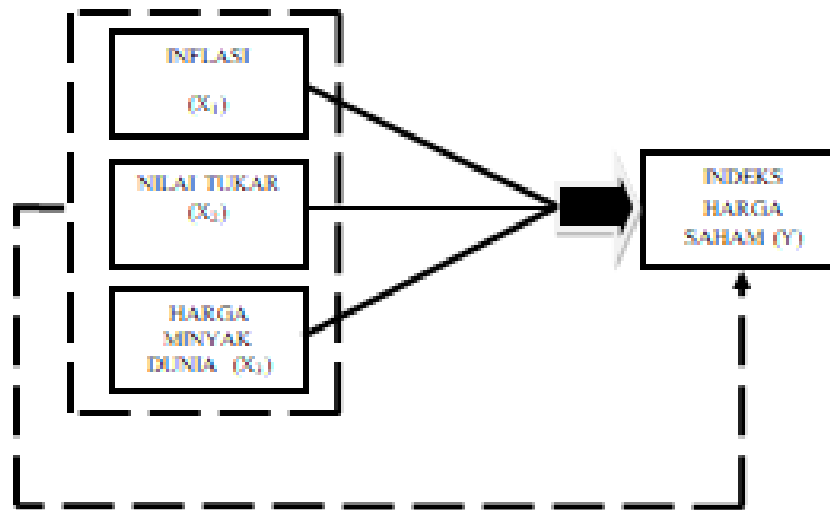 INFLASI
(X₁)
NILAI TUKAR
(X₂)
HARGA
MINYAK
DUNIA (X₃)
INDEKS
HARGA
SAHAM (Y)